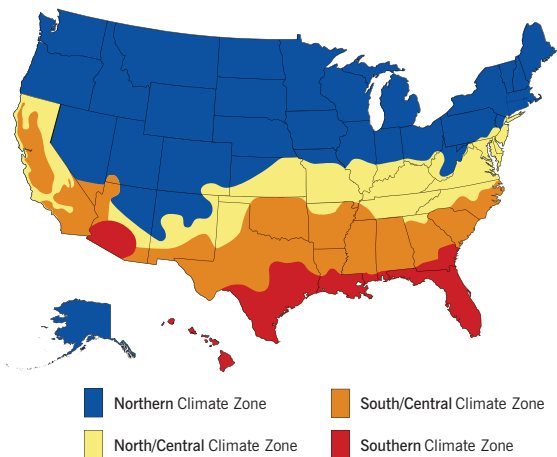 Northern Climate Zone
South/Central Climate Zone
North/Central Climate Zone
Southern Climate Zone